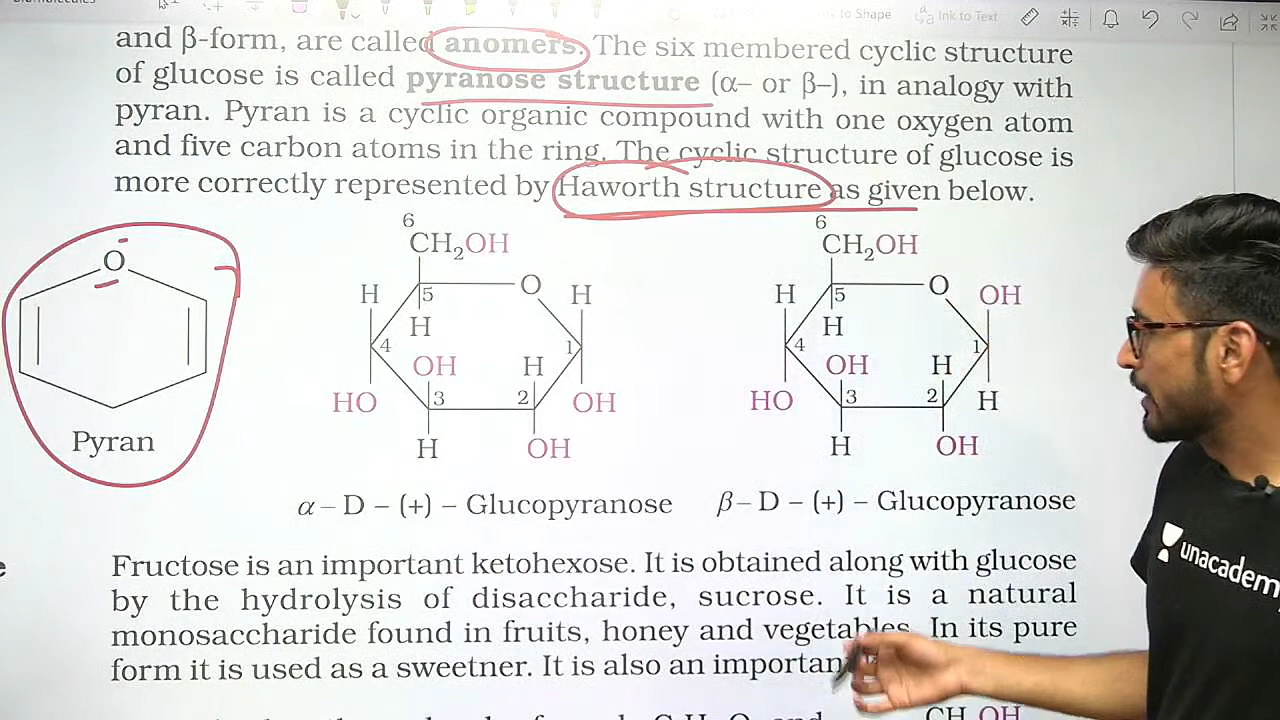 to Shape
Ink to Text
and β-form, are called anomers. The six membered cyclic structure
of glucose is called pyranose structure (α– or β–), in analogy with
pyran. Pyran is a cyclic organic compound with one oxygen atom
and five carbon atoms in the ring. The cyclic structure of glucose is
more correctly represented by Haworth structure as given below.
6
CH2OH
5
O
H
H
H
4
1
OH
H
HO
3
2
OH
H
OH
6
CH2OH
5
O
H
OH
H
4
1
OH
H
HO
3
2
H
H
OH
O
Pyran
α – D – (+) – Glucopyranose
β – D – (+) – Glucopyranose
Fructose is an important ketohexose. It is obtained along with glucose
by the hydrolysis of disaccharide, sucrose. It is a natural
monosaccharide found in fruits, honey and vegetables. In its pure
form it is used as a sweetner. It is also an importan
unacadem